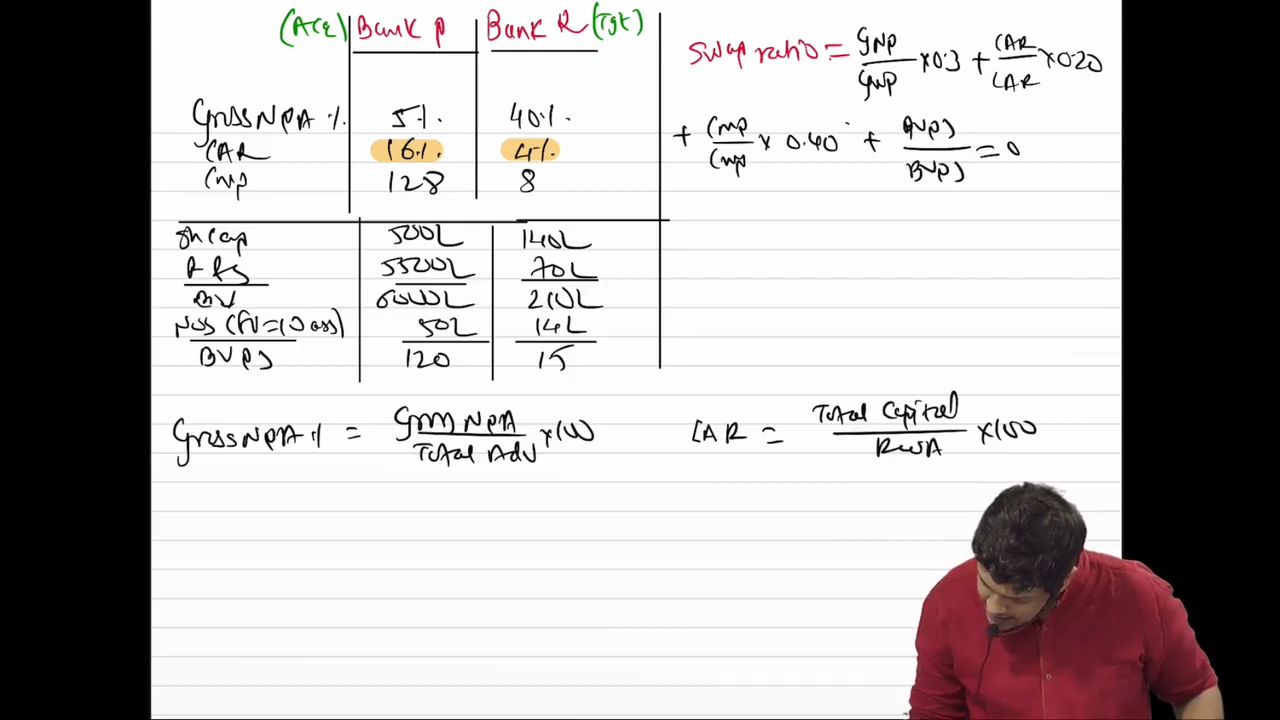 (Acq) Bank P Bank R (Tgt)
Gross NPA % 5% 40%
CAR 16% 4%
Cmp 128 8
Sh Cap 500L 140L
R&S 5500L 70L
BV 6000L 210L
Nos (FV=10 ass) 50L 14L
BVPS 120 15
Swap ratio = GNP/GNP x 0.3 + CAR/CAR x 0.20
+ Cmp/Cmp x 0.40 + BVPS/BVPS = 0
Gross NPA % = Gross NPA/Total Adv x 100
CAR = Total Capital/RWA x 100